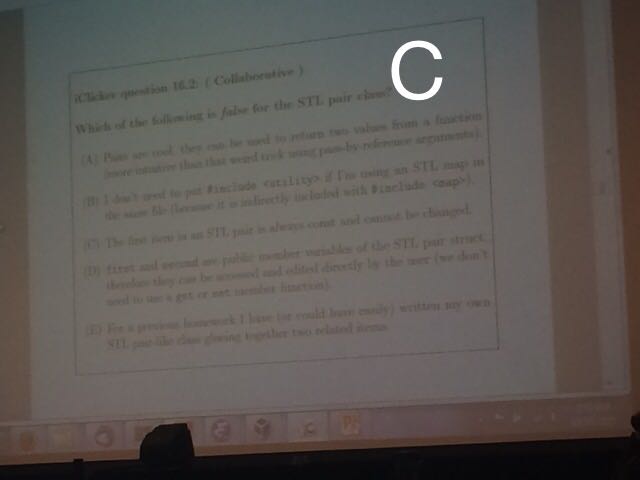 C
iClicker question 16.2: ( Collaborative )
Which of the following is false for the STL pair class?
(A) Pairs are cool, they can be used to return two values from a function
(more intuitive than that weird trick using pass-by-reference arguments).
(B) I don't need to put #include <utility> if I'm using an STL map in
the same file (because it is indirectly included with #include <map>).
(C) The first item in an STL pair is always const and cannot be changed.
(D) first and second are public member variables of the STL pair struct,
therefore they can be accessed and edited directly by the user (we don't
need to use a get or set member function).
(E) For a previous homework I have (or could have easily) written my own
STL pair-like class glueing together two related items.